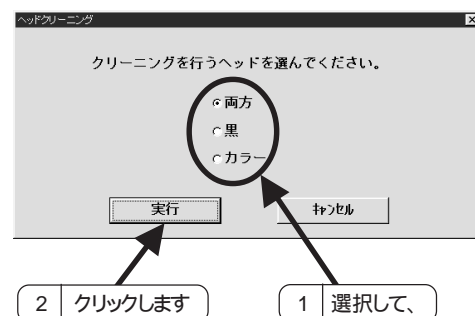 ヘッドクリーニング
クリーニングを行うヘッドを選んでください。
両方
黒
カラー
実行 キャンセル
2 クリックします 1 選択して、